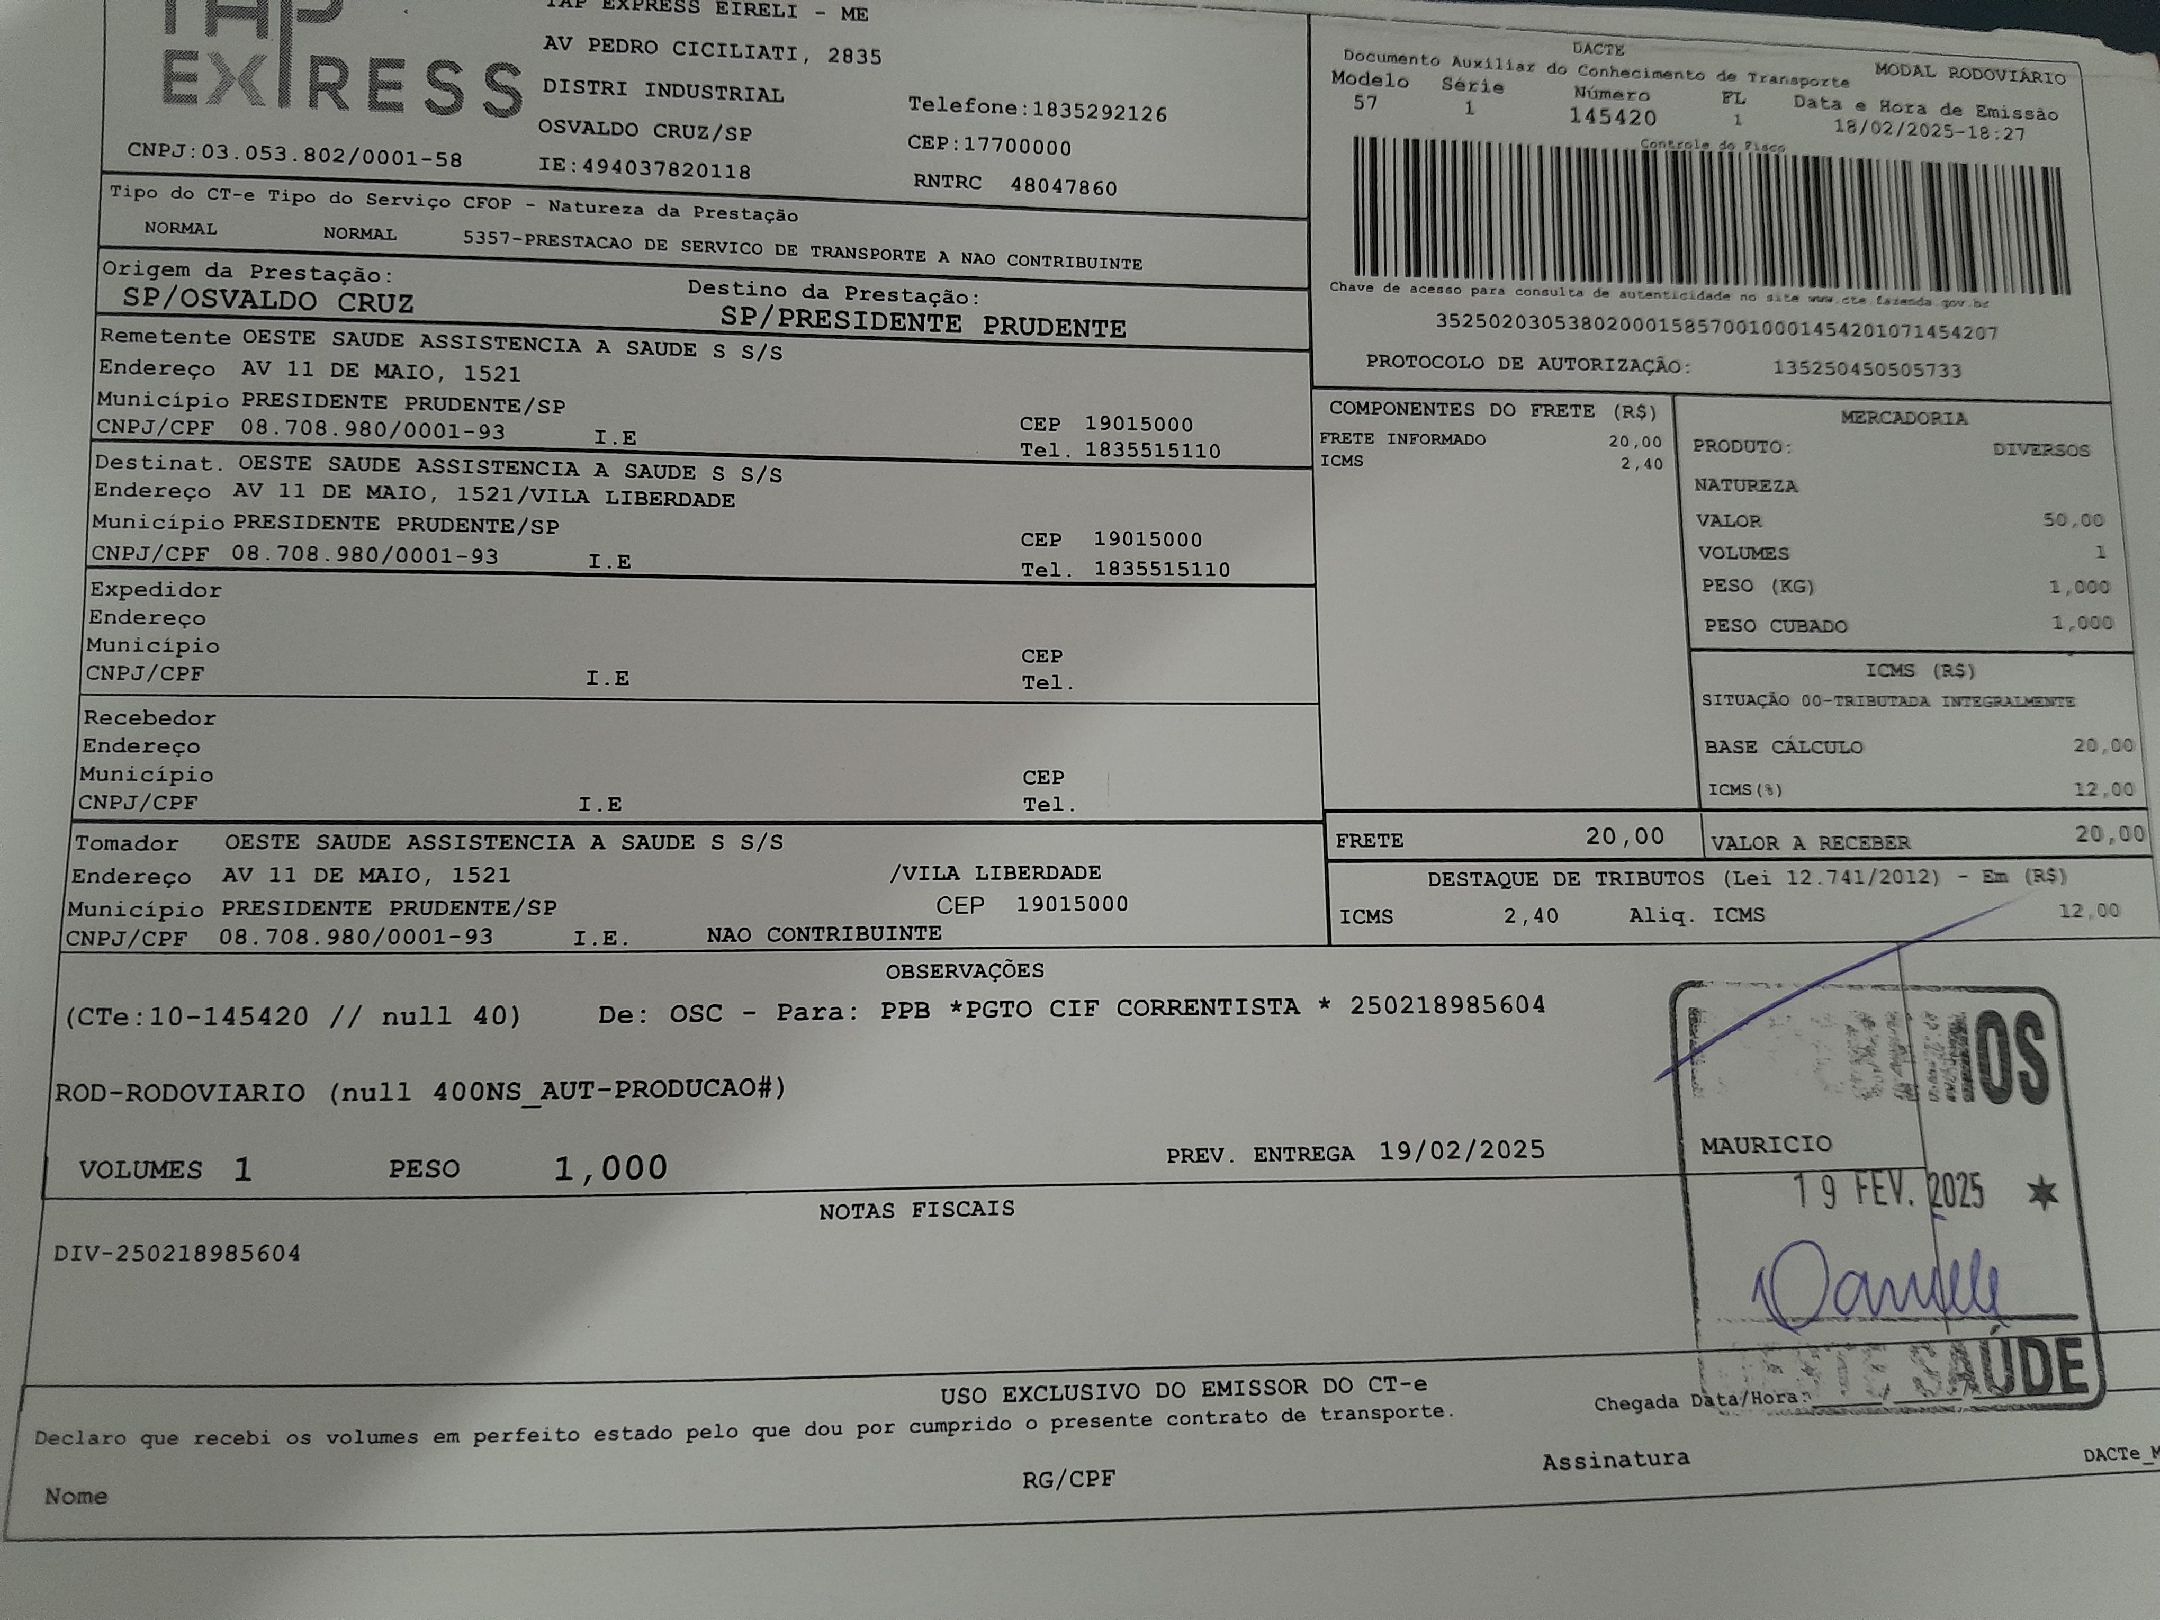 TAP
EXPRESS
TAP EXPRESS EIRELI - ME
AV PEDRO CICILIATI, 2835
DISTRI INDUSTRIAL
OSVALDO CRUZ/SP
IE:494037820118
Telefone:1835292126
CEP:17700000
RNTRC 48047860
CNPJ:03.053.802/0001-58
DACTE
Documento Auxiliar do Conhecimento de Transporte
MODAL RODOVIÁRIO
Modelo Série Número FL Data e Hora de Emissão
57 1 145420 1 18/02/2025-18:27
Controle do Fisco
Chave de acesso para consulta de autenticidade no site www.cte.fazenda.gov.br
35250203053802000158570010001454201071454207
PROTOCOLO DE AUTORIZAÇÃO: 135250450505733
Tipo do CT-e Tipo do Serviço CFOP - Natureza da Prestação
NORMAL NORMAL 5357-PRESTACAO DE SERVICO DE TRANSPORTE A NAO CONTRIBUINTE
Origem da Prestação: Destino da Prestação:
SP/OSVALDO CRUZ SP/PRESIDENTE PRUDENTE
Remetente OESTE SAUDE ASSISTENCIA A SAUDE S S/S
Endereço AV 11 DE MAIO, 1521
Município PRESIDENTE PRUDENTE/SP CEP 19015000
CNPJ/CPF 08.708.980/0001-93 I.E Tel. 1835515110
Destinat. OESTE SAUDE ASSISTENCIA A SAUDE S S/S
Endereço AV 11 DE MAIO, 1521/VILA LIBERDADE
Município PRESIDENTE PRUDENTE/SP CEP 19015000
CNPJ/CPF 08.708.980/0001-93 I.E Tel. 1835515110
Expedidor
Endereço
Município CEP
CNPJ/CPF I.E Tel.
Recebedor
Endereço
Município CEP
CNPJ/CPF I.E Tel.
Tomador OESTE SAUDE ASSISTENCIA A SAUDE S S/S
Endereço AV 11 DE MAIO, 1521 /VILA LIBERDADE
Município PRESIDENTE PRUDENTE/SP CEP 19015000
CNPJ/CPF 08.708.980/0001-93 I.E. NAO CONTRIBUINTE
COMPONENTES DO FRETE (R$)
FRETE INFORMADO 20,00
ICMS 2,40
MERCADORIA
PRODUTO: DIVERSOS
NATUREZA
VALOR 50,00
VOLUMES 1
PESO (KG) 1,000
PESO CUBADO 1,000
ICMS (R$)
SITUAÇÃO 00-TRIBUTADA INTEGRALMENTE
BASE CÁLCULO 20,00
ICMS(%) 12,00
FRETE 20,00 VALOR A RECEBER 20,00
DESTAQUE DE TRIBUTOS (Lei 12.741/2012) - Em (R$)
ICMS 2,40 Aliq. ICMS 12,00
OBSERVAÇÕES
(CTe:10-145420 // null 40) De: OSC - Para: PPB *PGTO CIF CORRENTISTA * 250218985604
ROD-RODOVIARIO (null 400NS_AUT-PRODUCAO#)
VOLUMES 1 PESO 1,000 PREV. ENTREGA 19/02/2025
MAURICIO
19 FEV. 2025
Daniele
SAÚDE
NOTAS FISCAIS
DIV-250218985604
USO EXCLUSIVO DO EMISSOR DO CT-e
Declaro que recebi os volumes em perfeito estado pelo que dou por cumprido o presente contrato de transporte.
Chegada Data/Hora:
Nome RG/CPF Assinatura
DACTe_M